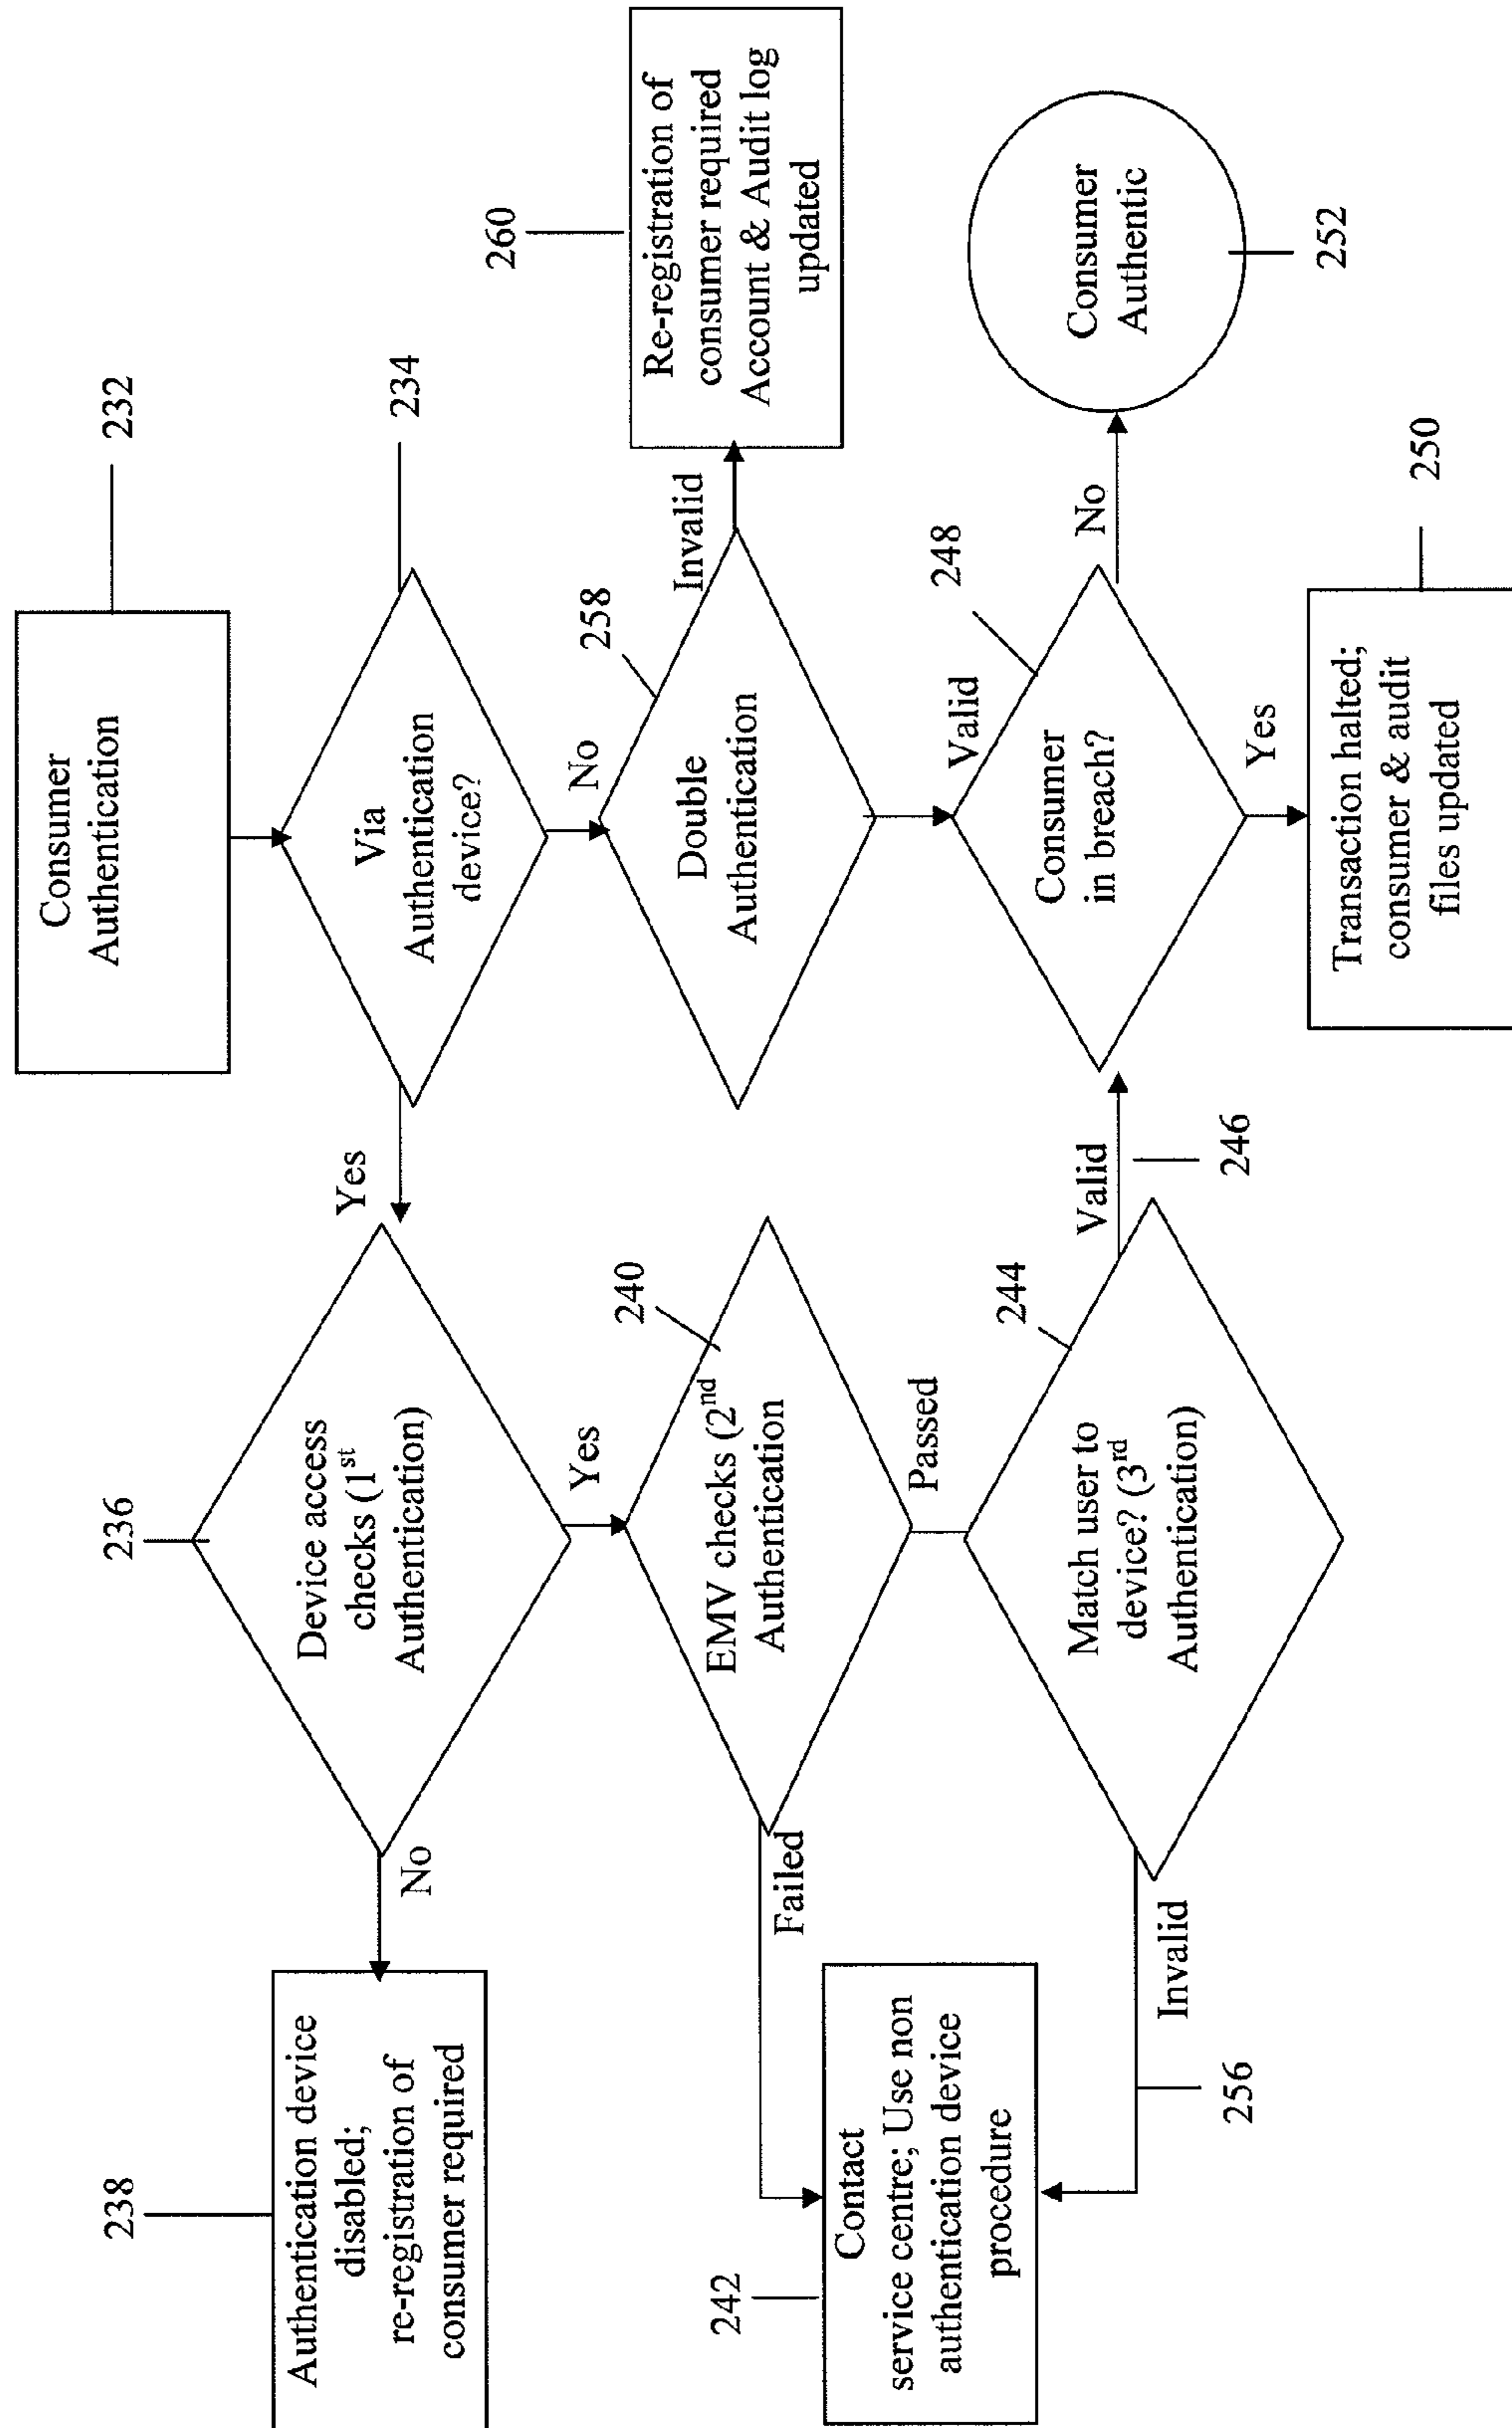 232
Consumer
Authentication
234
Via
Authentication
device?
Yes
No
236
Device access
checks (1st
Authentication)
No
Yes
238
Authentication device
disabled;
re-registration of
consumer required
258
Double
Authentication
Invalid
Valid
260
Re-registration of
consumer required
Account & Audit log
updated
240
EMV checks (2nd
Authentication
Failed
Passed
242
Contact
service centre; Use non
authentication device
procedure
244
Match user to
device? (3rd
Authentication)
Invalid
256
Valid
246
248
Consumer
in breach?
No
Yes
252
Consumer
Authentic
250
Transaction halted;
consumer & audit
files updated